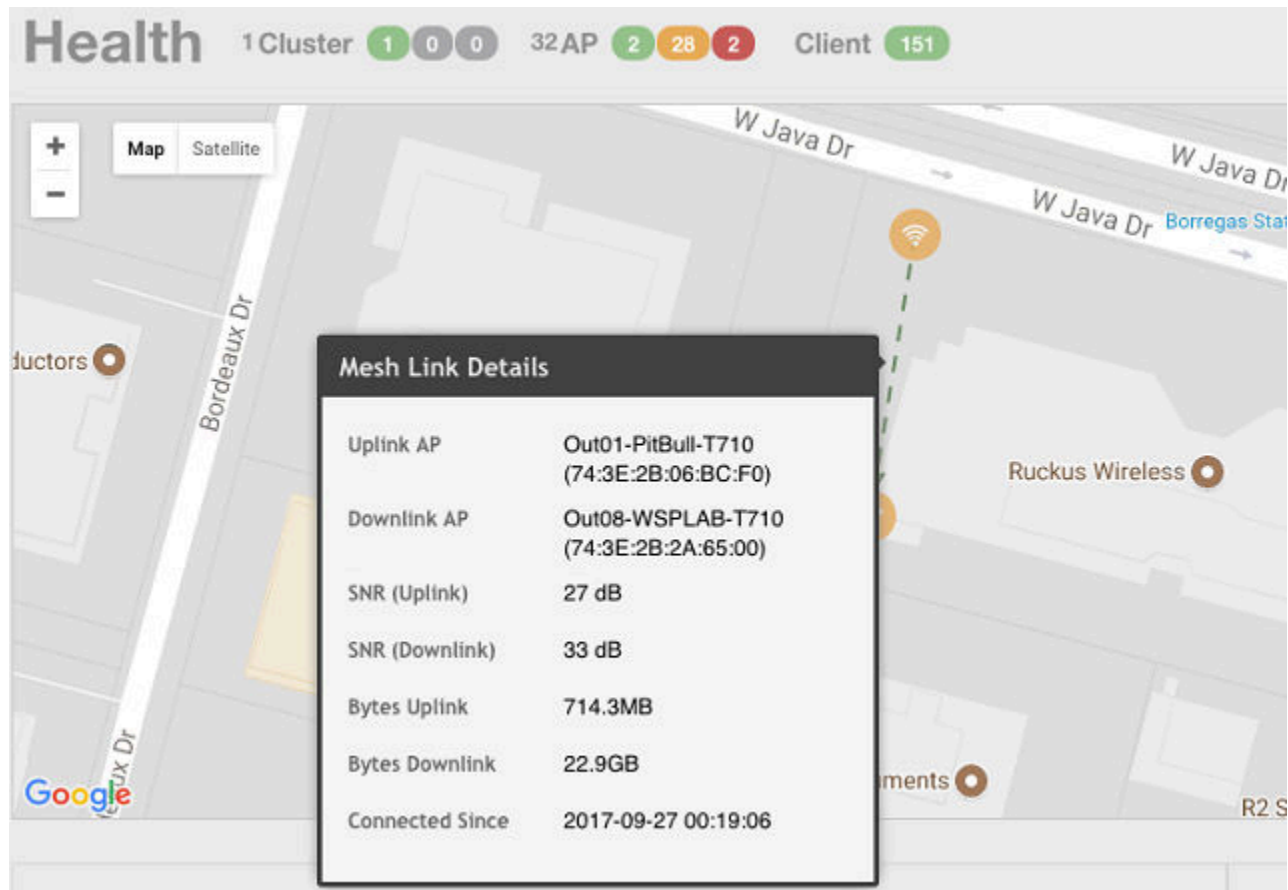 Health 1 Cluster 1 0 0 32 AP 2 28 2 Client 151
+
Map Satellite
−
W Java Dr
W Java Dr
W Java Dr
Borregas Stat
Bordeaux Dr
ductors
Ruckus Wireless
Mesh Link Details
Uplink AP Out01-PitBull-T710
(74:3E:2B:06:BC:F0)
Downlink AP Out08-WSPLAB-T710
(74:3E:2B:2A:65:00)
SNR (Uplink) 27 dB
SNR (Downlink) 33 dB
Bytes Uplink 714.3MB
Bytes Downlink 22.9GB
Connected Since 2017-09-27 00:19:06
ux Dr
Google
ments
R2 S